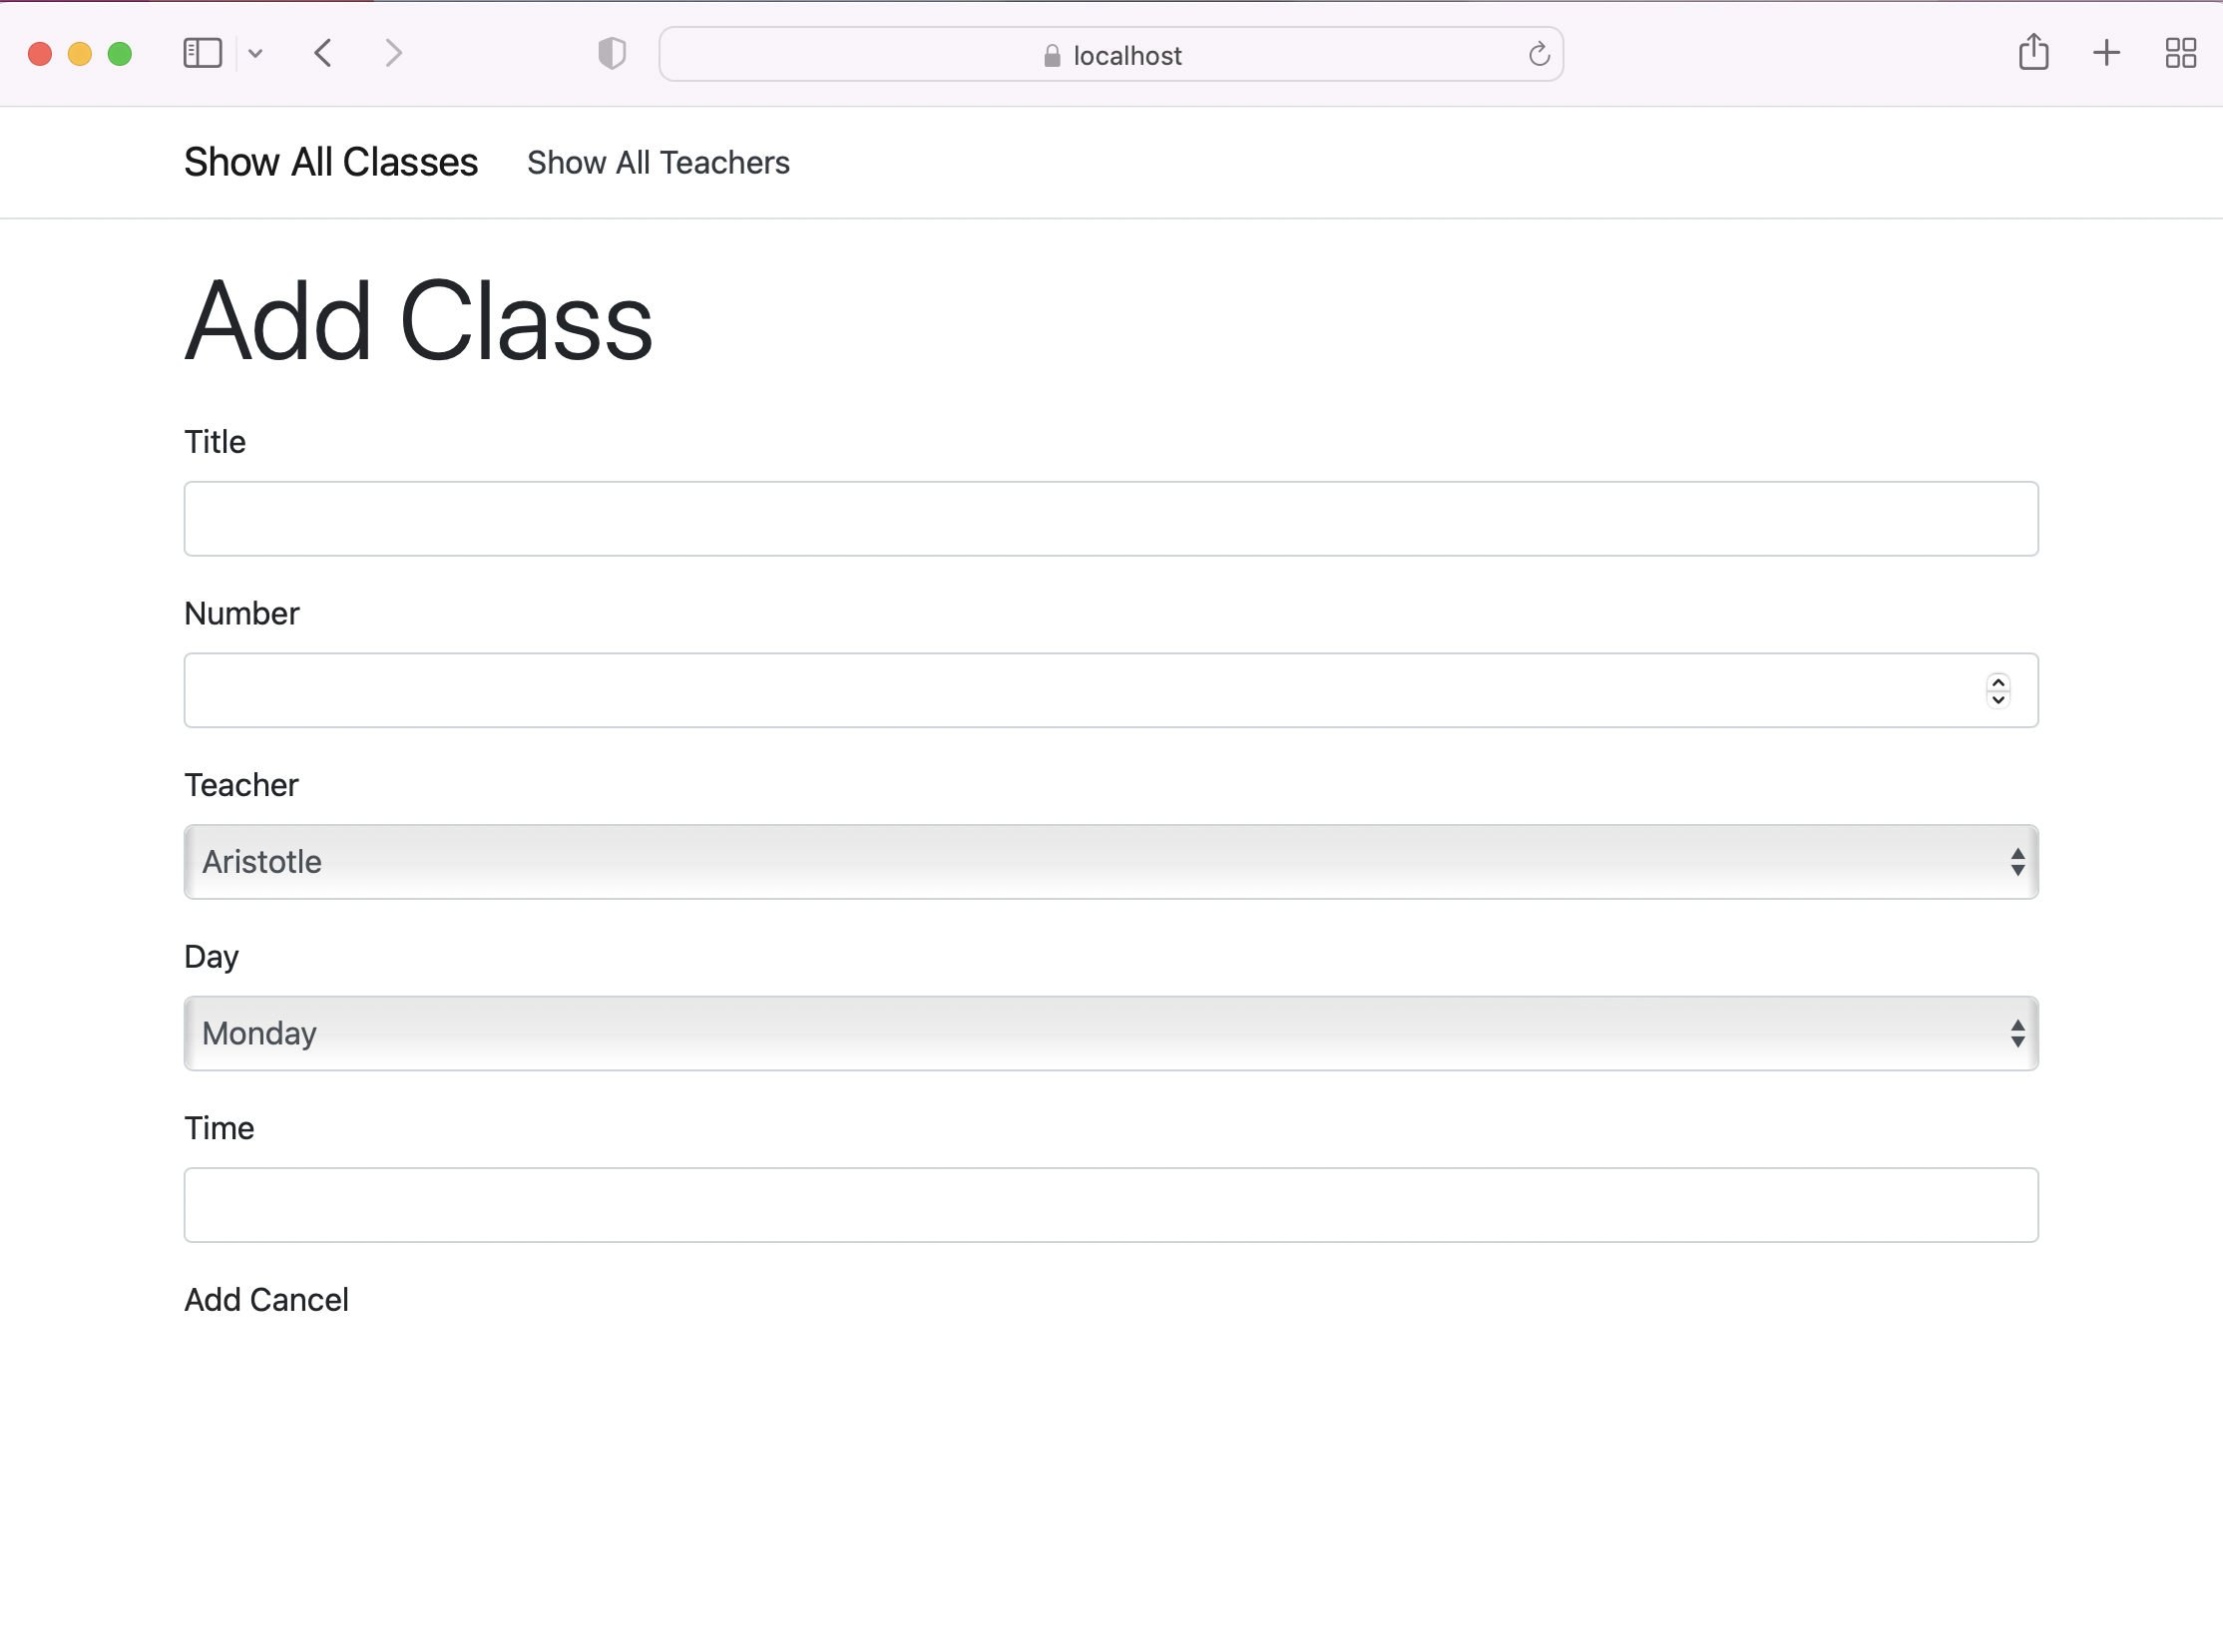 localhost
Show All Classes Show All Teachers
Add Class
Title
Number
Teacher
Aristotle
Day
Monday
Time
Add Cancel